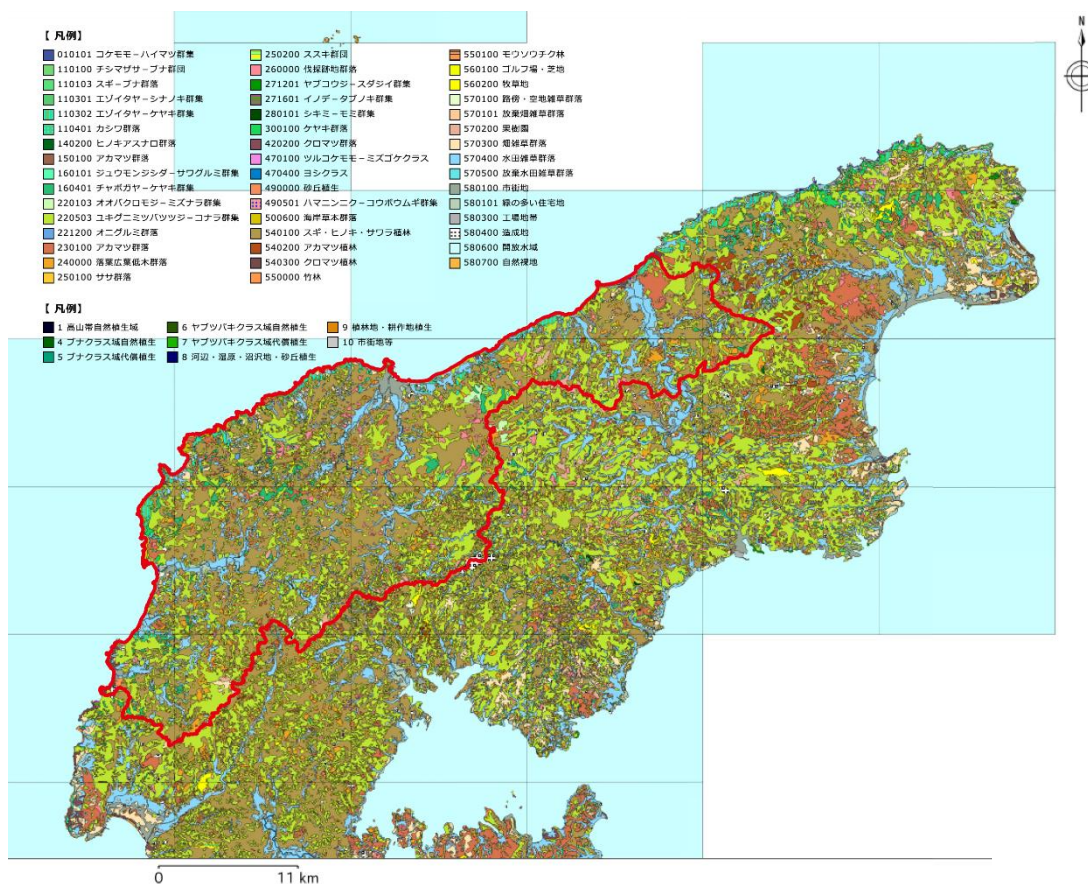 【 凡例】
010101 コケモモ－ハイマツ群集
110100 チシマザサ－ブナ群団
110103 スギ－ブナ群落
110301 エゾイタヤ－シナノキ群集
110302 エゾイタヤ－ケヤキ群集
110401 カシワ群落
140200 ヒノキアスナロ群落
150100 アカマツ群落
160101 ジュウモンジシダ－サワグルミ群集
160401 チャボガヤ－ケヤキ群集
220103 オオバクロモジ－ミズナラ群集
220503 ユキグニミツバツツジ－コナラ群集
221200 オニグルミ群落
230100 アカマツ群落
240000 落葉広葉低木群落
250100 ササ群落
250200 ススキ群団
260000 伐採跡地群落
271201 ヤブコウジ－スダジイ群集
271601 イノデ－タブノキ群集
280101 シキミ－モミ群集
300100 ケヤキ群落
420200 クロマツ群落
470100 ツルコケモモ－ミズゴケクラス
470400 ヨシクラス
490000 砂丘植生
490501 ハマニンニク－コウボウムギ群集
500600 海岸草本群落
540100 スギ・ヒノキ・サワラ植林
540200 アカマツ植林
540300 クロマツ植林
550000 竹林
550100 モウソウチク林
560100 ゴルフ場・芝地
560200 牧草地
570100 路傍・空地雑草群落
570101 放棄畑雑草群落
570200 果樹園
570300 畑雑草群落
570400 水田雑草群落
570500 放棄水田雑草群落
580100 市街地
580101 緑の多い住宅地
580300 工場地帯
580400 造成地
580600 開放水域
580700 自然裸地
【 凡例】
1 高山帯自然植生域
4 ブナクラス域自然植生
5 ブナクラス域代償植生
6 ヤブツバキクラス域自然植生
7 ヤブツバキクラス域代償植生
8 河辺・湿原・沼沢地・砂丘植生
9 植林地・耕作地植生
10 市街地等
N
0 11 km